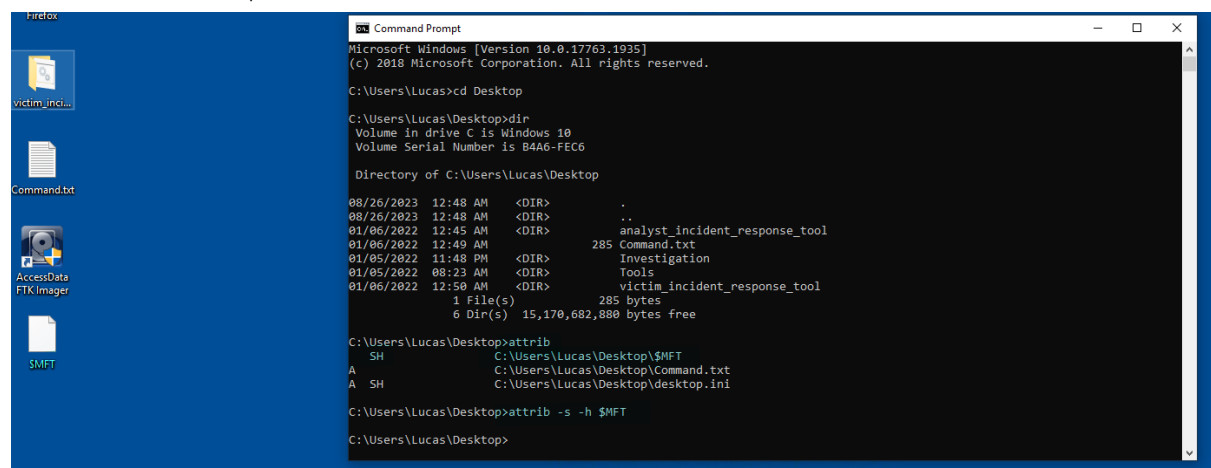 Firefox
victim_inci...
Command.txt
AccessData
FTK Imager
$MFT
Command Prompt
Microsoft Windows [Version 10.0.17763.1935]
(c) 2018 Microsoft Corporation. All rights reserved.
C:\Users\Lucas>cd Desktop
C:\Users\Lucas\Desktop>dir
Volume in drive C is Windows 10
Volume Serial Number is B4A6-FEC6
Directory of C:\Users\Lucas\Desktop
08/26/2023  12:48 AM    <DIR>          .
08/26/2023  12:48 AM    <DIR>          ..
01/06/2022  12:45 AM    <DIR>          analyst_incident_response_tool
01/06/2022  12:49 AM               285 Command.txt
01/05/2022  11:48 PM    <DIR>          Investigation
01/05/2022  08:23 AM    <DIR>          Tools
01/06/2022  12:50 AM    <DIR>          victim_incident_response_tool
1 File(s)            285 bytes
6 Dir(s)  15,170,682,880 bytes free
C:\Users\Lucas\Desktop>attrib
SH               C:\Users\Lucas\Desktop\$MFT
A                    C:\Users\Lucas\Desktop\Command.txt
A  SH               C:\Users\Lucas\Desktop\desktop.ini
C:\Users\Lucas\Desktop>attrib -s -h $MFT
C:\Users\Lucas\Desktop>